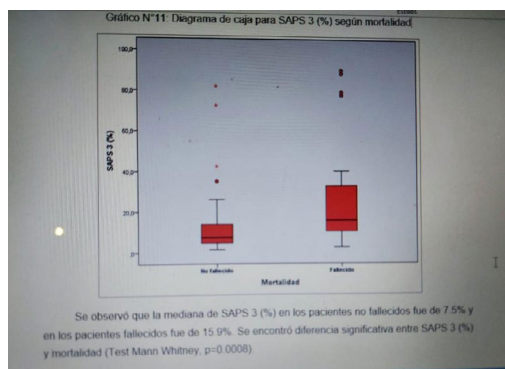 Gráfico N°11: Diagrama de caja para SAPS 3 (%) según mortalidad
100,0
80,0
60,0
40,0
20,0
,0
SAPS 3 (%)
No fallecido
Fallecido
Mortalidad
Se observó que la mediana de SAPS 3 (%) en los pacientes no fallecidos fue de 7.5% y
en los pacientes fallecidos fue de 15.9%. Se encontró diferencia significativa entre SAPS 3 (%)
y mortalidad (Test Mann Whitney, p=0.0008)